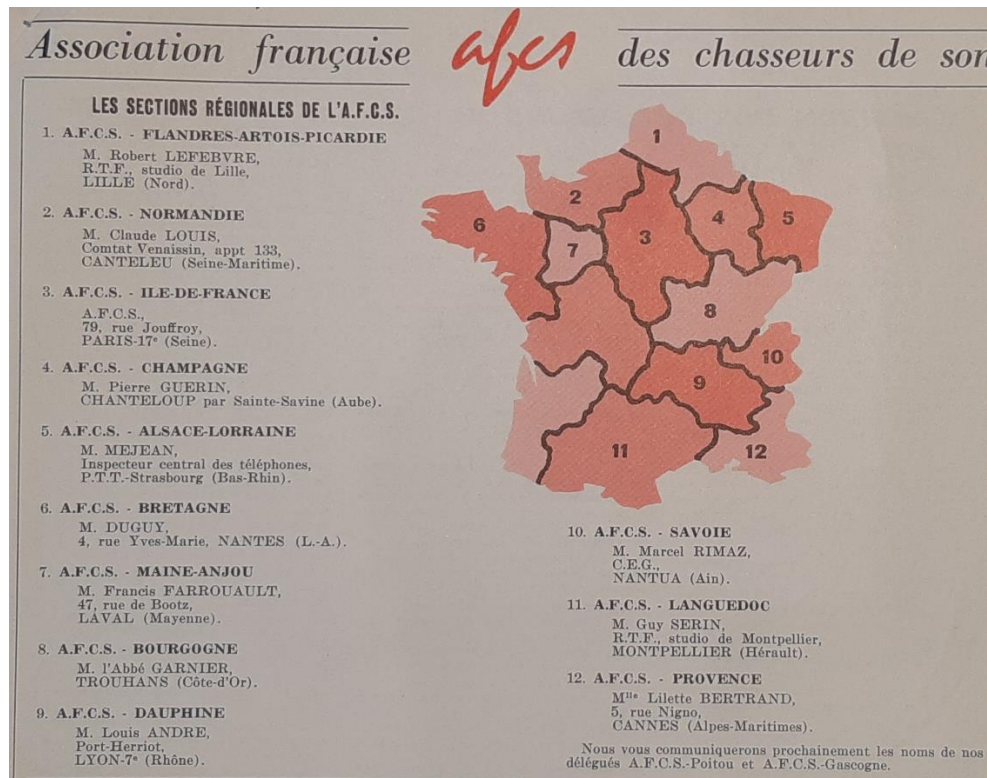 Association française afcs des chasseurs de son
LES SECTIONS RÉGIONALES DE L'A.F.C.S.
1. A.F.C.S. - FLANDRES-ARTOIS-PICARDIE
M. Robert LEFEBVRE,
R.T.F., studio de Lille,
LILLE (Nord).
2. A.F.C.S. - NORMANDIE
M. Claude LOUIS,
Comtat Venaissin, appt 133,
CANTELEU (Seine-Maritime).
3. A.F.C.S. - ILE-DE-FRANCE
A.F.C.S.,
79, rue Jouffroy,
PARIS-17e (Seine).
4. A.F.C.S. - CHAMPAGNE
M. Pierre GUERIN,
CHANTELOUP par Sainte-Savine (Aube).
5. A.F.C.S. - ALSACE-LORRAINE
M. MEJEAN,
Inspecteur central des téléphones,
P.T.T.-Strasbourg (Bas-Rhin).
6. A.F.C.S. - BRETAGNE
M. DUGUY,
4, rue Yves-Marie, NANTES (L.-A.).
7. A.F.C.S. - MAINE-ANJOU
M. Francis FARROUAULT,
47, rue de Bootz,
LAVAL (Mayenne).
8. A.F.C.S. - BOURGOGNE
M. l'Abbé GARNIER,
TROUHANS (Côte-d'Or).
9. A.F.C.S. - DAUPHINE
M. Louis ANDRE,
Port-Herriot,
LYON-7e (Rhône).
1
2
3
4
5
6
7
8
9
10
11
12
10. A.F.C.S. - SAVOIE
M. Marcel RIMAZ,
C.E.G.,
NANTUA (Ain).
11. A.F.C.S. - LANGUEDOC
M. Guy SERIN,
R.T.F., studio de Montpellier,
MONTPELLIER (Hérault).
12. A.F.C.S. - PROVENCE
Mlle Lilette BERTRAND,
5, rue Nigno,
CANNES (Alpes-Maritimes).
Nous vous communiquerons prochainement les noms de nos
délégués A.F.C.S.-Poitou et A.F.C.S.-Gascogne.